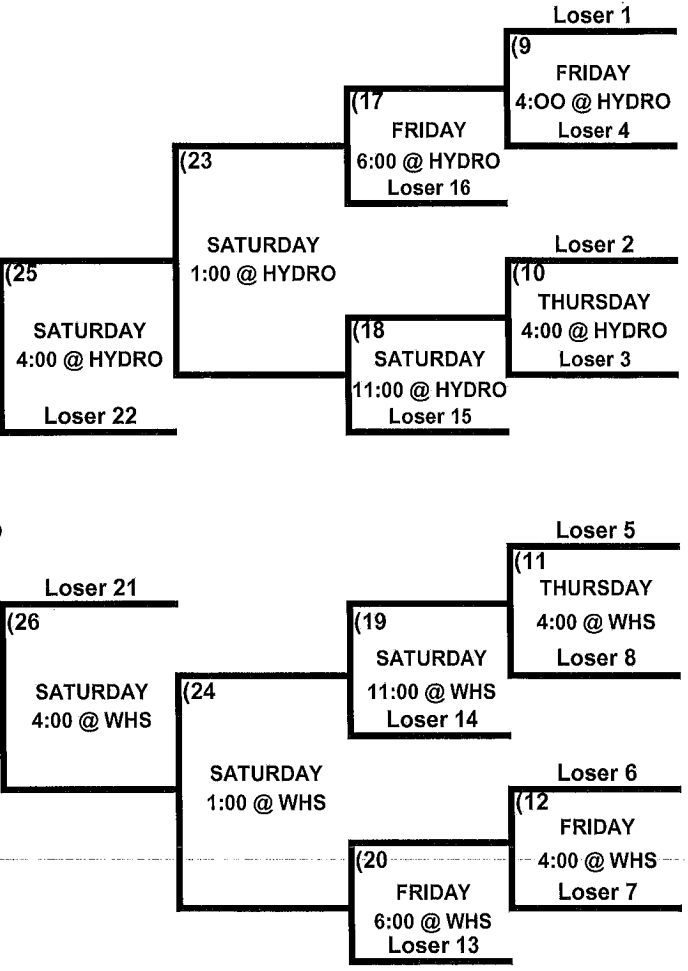 Loser 1
(9
FRIDAY
4:OO @ HYDRO
Loser 4
(17
FRIDAY
6:00 @ HYDRO
Loser 16
(23
SATURDAY
1:00 @ HYDRO
Loser 2
(10
THURSDAY
4:00 @ HYDRO
Loser 3
(18
SATURDAY
11:00 @ HYDRO
Loser 15
(25
SATURDAY
4:00 @ HYDRO
Loser 22
)
Loser 5
(11
THURSDAY
4:00 @ WHS
Loser 8
Loser 21
(26
SATURDAY
4:00 @ WHS
(19
SATURDAY
11:00 @ WHS
Loser 14
(24
SATURDAY
1:00 @ WHS
Loser 6
(12
FRIDAY
4:00 @ WHS
Loser 7
(20
FRIDAY
6:00 @ WHS
Loser 13